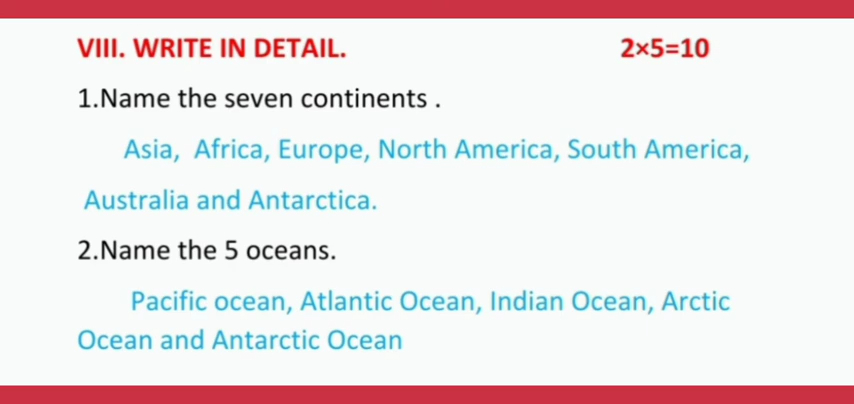 VIII. WRITE IN DETAIL. 2×5=10
1.Name the seven continents .
Asia, Africa, Europe, North America, South America,
Australia and Antarctica.
2.Name the 5 oceans.
Pacific ocean, Atlantic Ocean, Indian Ocean, Arctic
Ocean and Antarctic Ocean